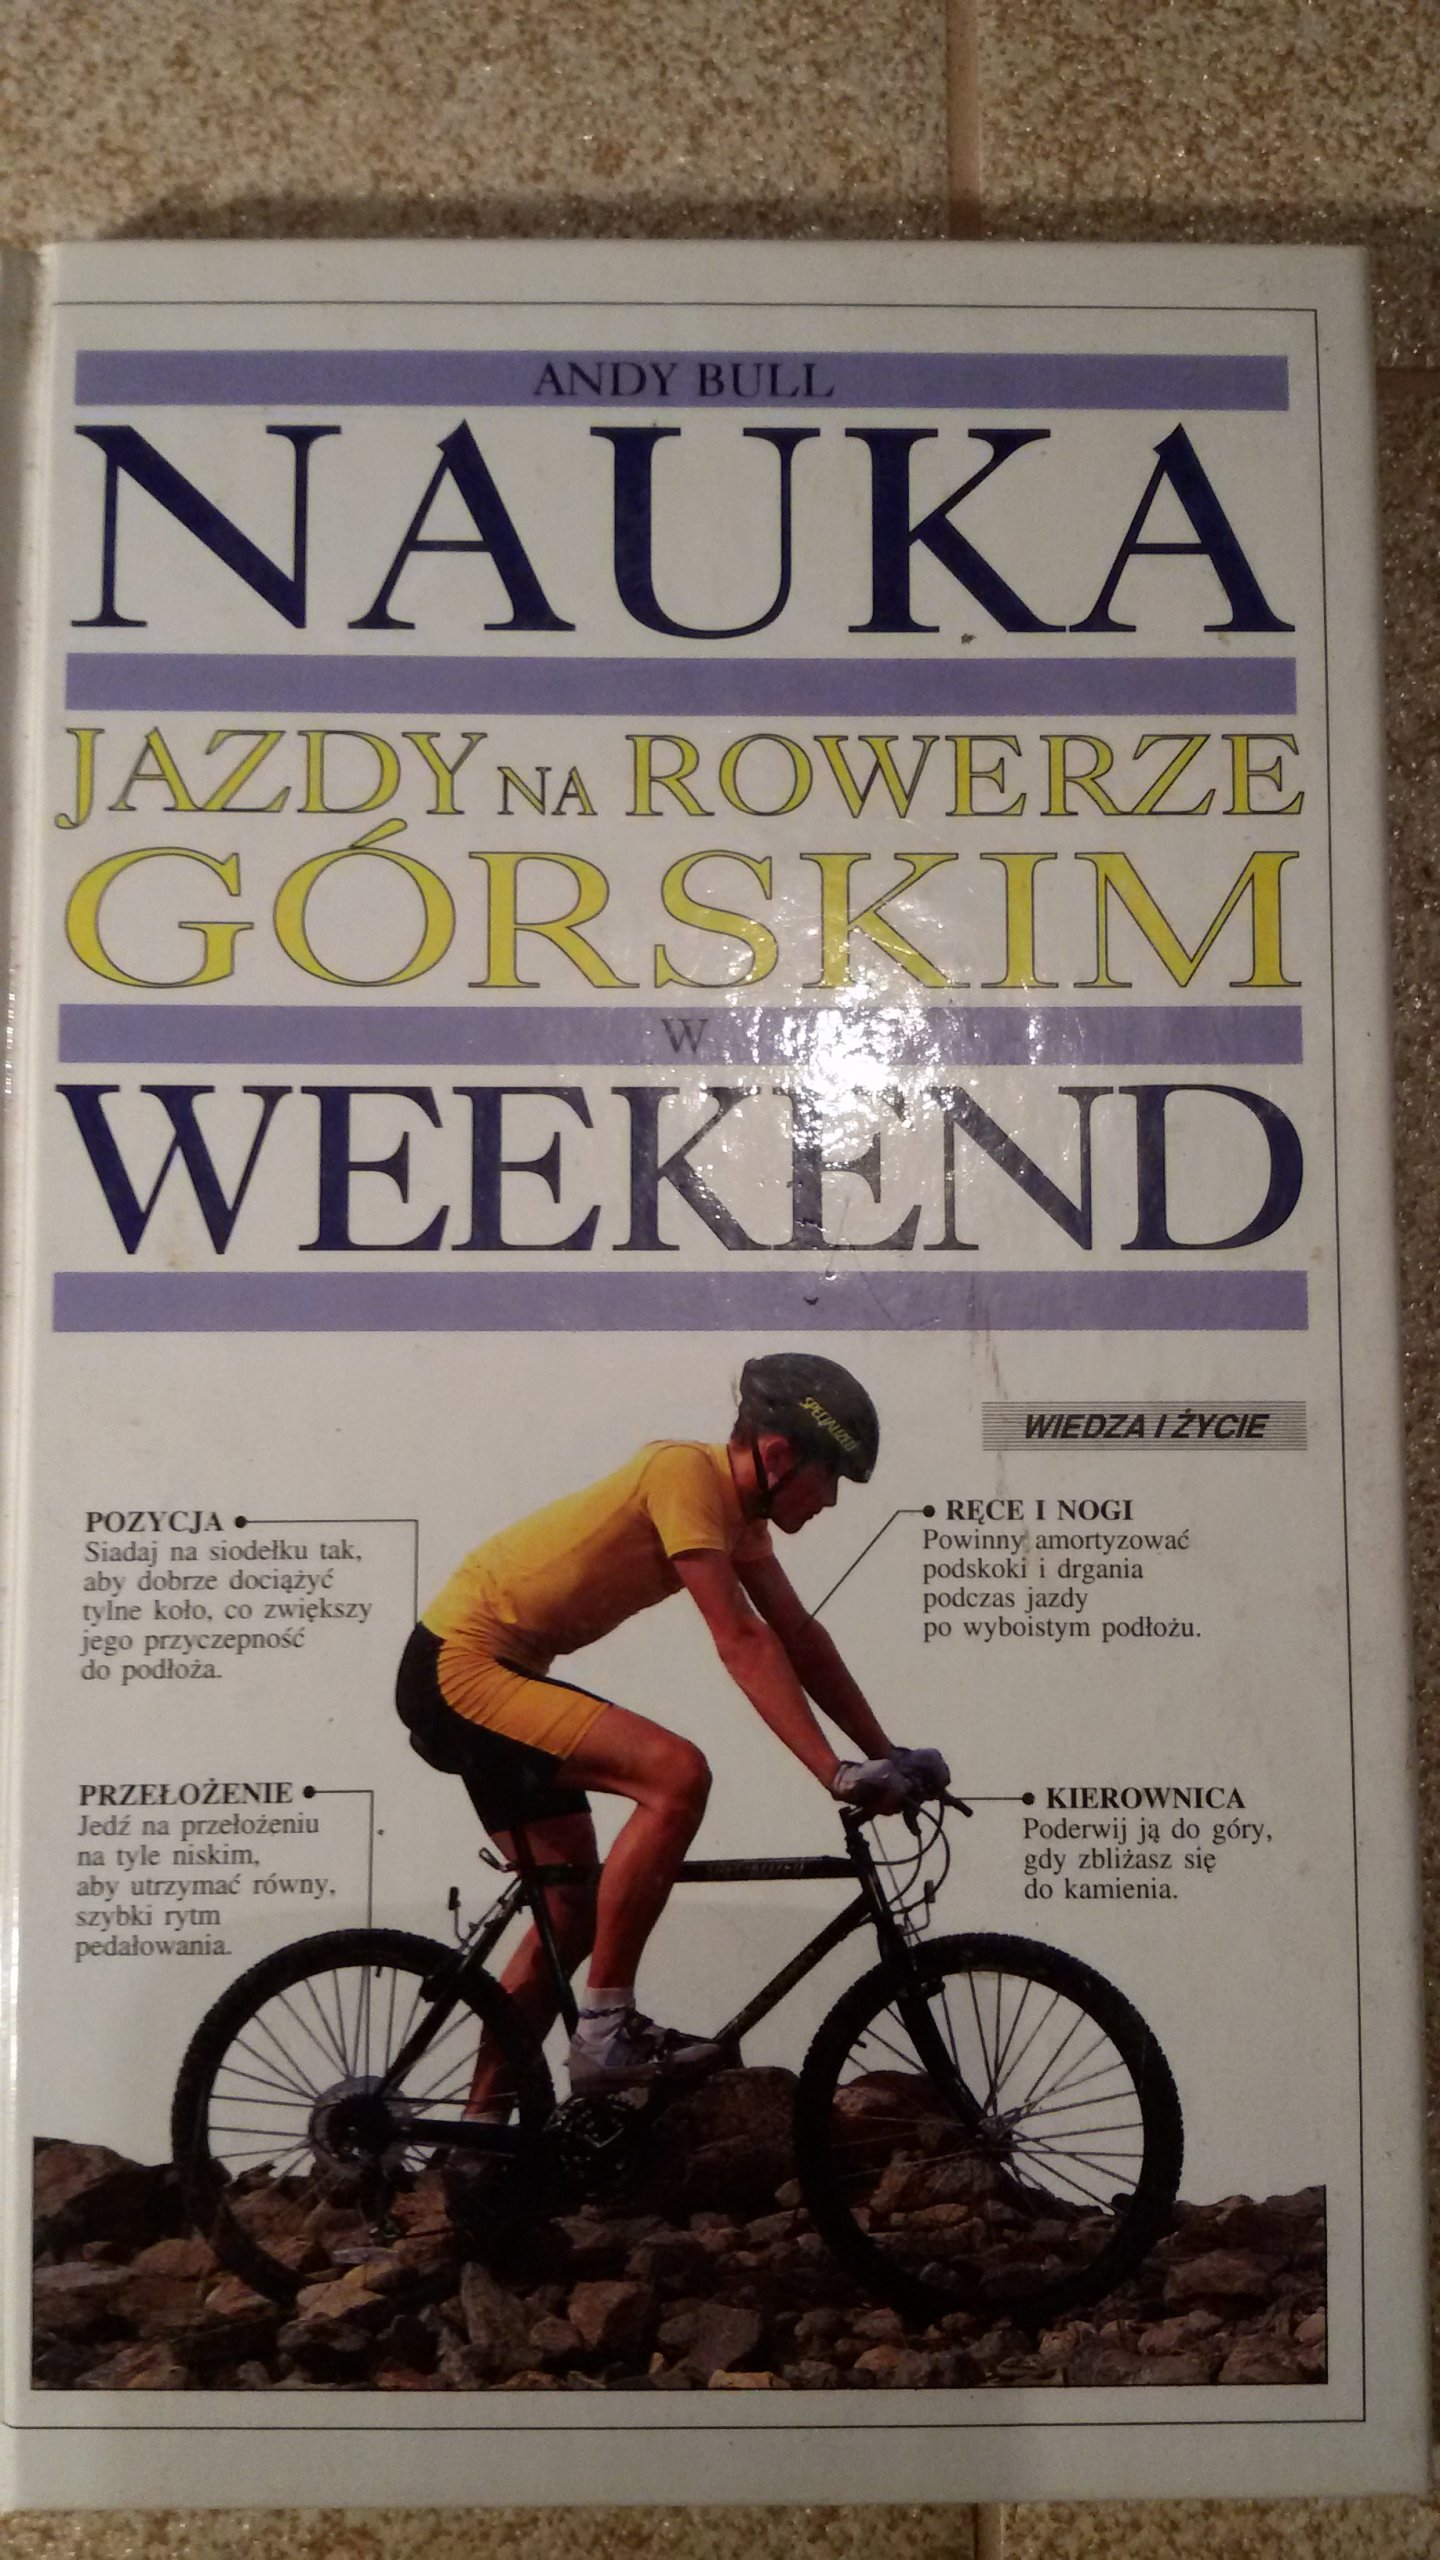 ANDY BULL
NAUKA
JAZDY NA ROWERZE
GÓRSKIM
W
WEEKEND
SPECIALIZED
WIEDZA I ŻYCIE
POZYCJA
Siadaj na siodełku tak,
aby dobrze dociążyć
tylne koło, co zwiększy
jego przyczepność
do podłoża.
RĘCE I NOGI
Powinny amortyzować
podskoki i drgania
podczas jazdy
po wyboistym podłożu.
PRZEŁOŻENIE
Jedź na przełożeniu
na tyle niskim,
aby utrzymać równy,
szybki rytm
pedałowania.
KIEROWNICA
Poderwij ją do góry,
gdy zbliżasz się
do kamienia.
SPECIALIZED